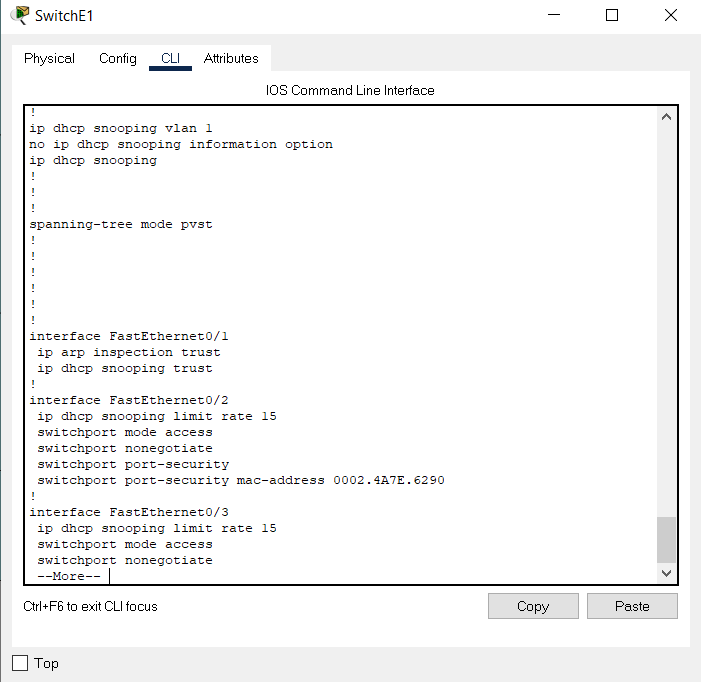 SwitchE1
Physical Config CLI Attributes
IOS Command Line Interface
!
ip dhcp snooping vlan 1
no ip dhcp snooping information option
ip dhcp snooping
!
!
!
spanning-tree mode pvst
!
!
!
!
!
!
interface FastEthernet0/1
 ip arp inspection trust
 ip dhcp snooping trust
!
interface FastEthernet0/2
 ip dhcp snooping limit rate 15
 switchport mode access
 switchport nonegotiate
 switchport port-security
 switchport port-security mac-address 0002.4A7E.6290
!
interface FastEthernet0/3
 ip dhcp snooping limit rate 15
 switchport mode access
 switchport nonegotiate
 --More--
Ctrl+F6 to exit CLI focus Copy Paste
Top